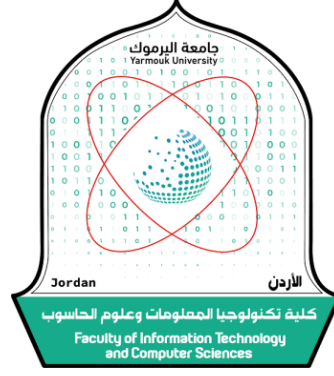 جامعة اليرموك
Yarmouk University
Jordan
الأردن
كلية تكنولوجيا المعلومات وعلوم الحاسوب
Faculty of Information Technology
and Computer Sciences